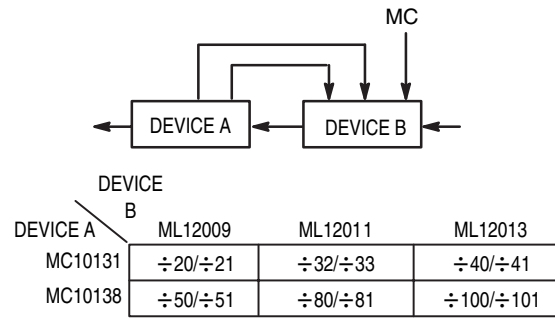 MC
DEVICE A DEVICE B
DEVICE
B
DEVICE A ML12009 ML12011 ML12013
MC10131 ÷20/÷21 ÷32/÷33 ÷40/÷41
MC10138 ÷50/÷51 ÷80/÷81 ÷100/÷101